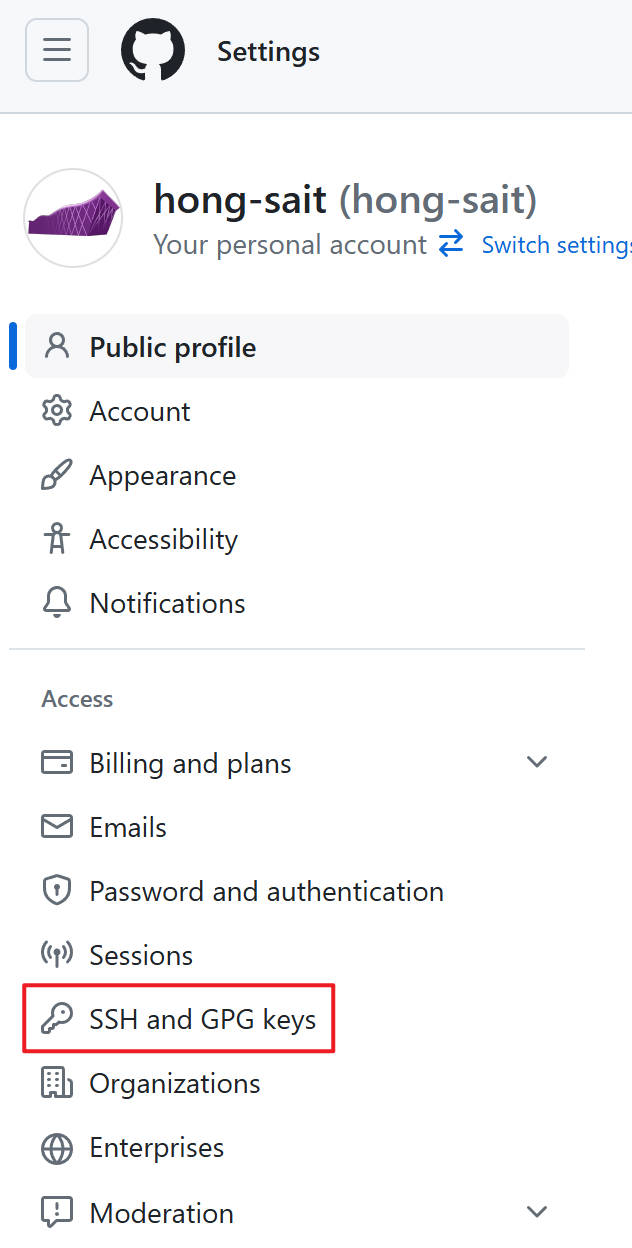 Settings
hong-sait (hong-sait)
Your personal account Switch settings
Public profile
Account
Appearance
Accessibility
Notifications
Access
Billing and plans
Emails
Password and authentication
Sessions
SSH and GPG keys
Organizations
Enterprises
Moderation